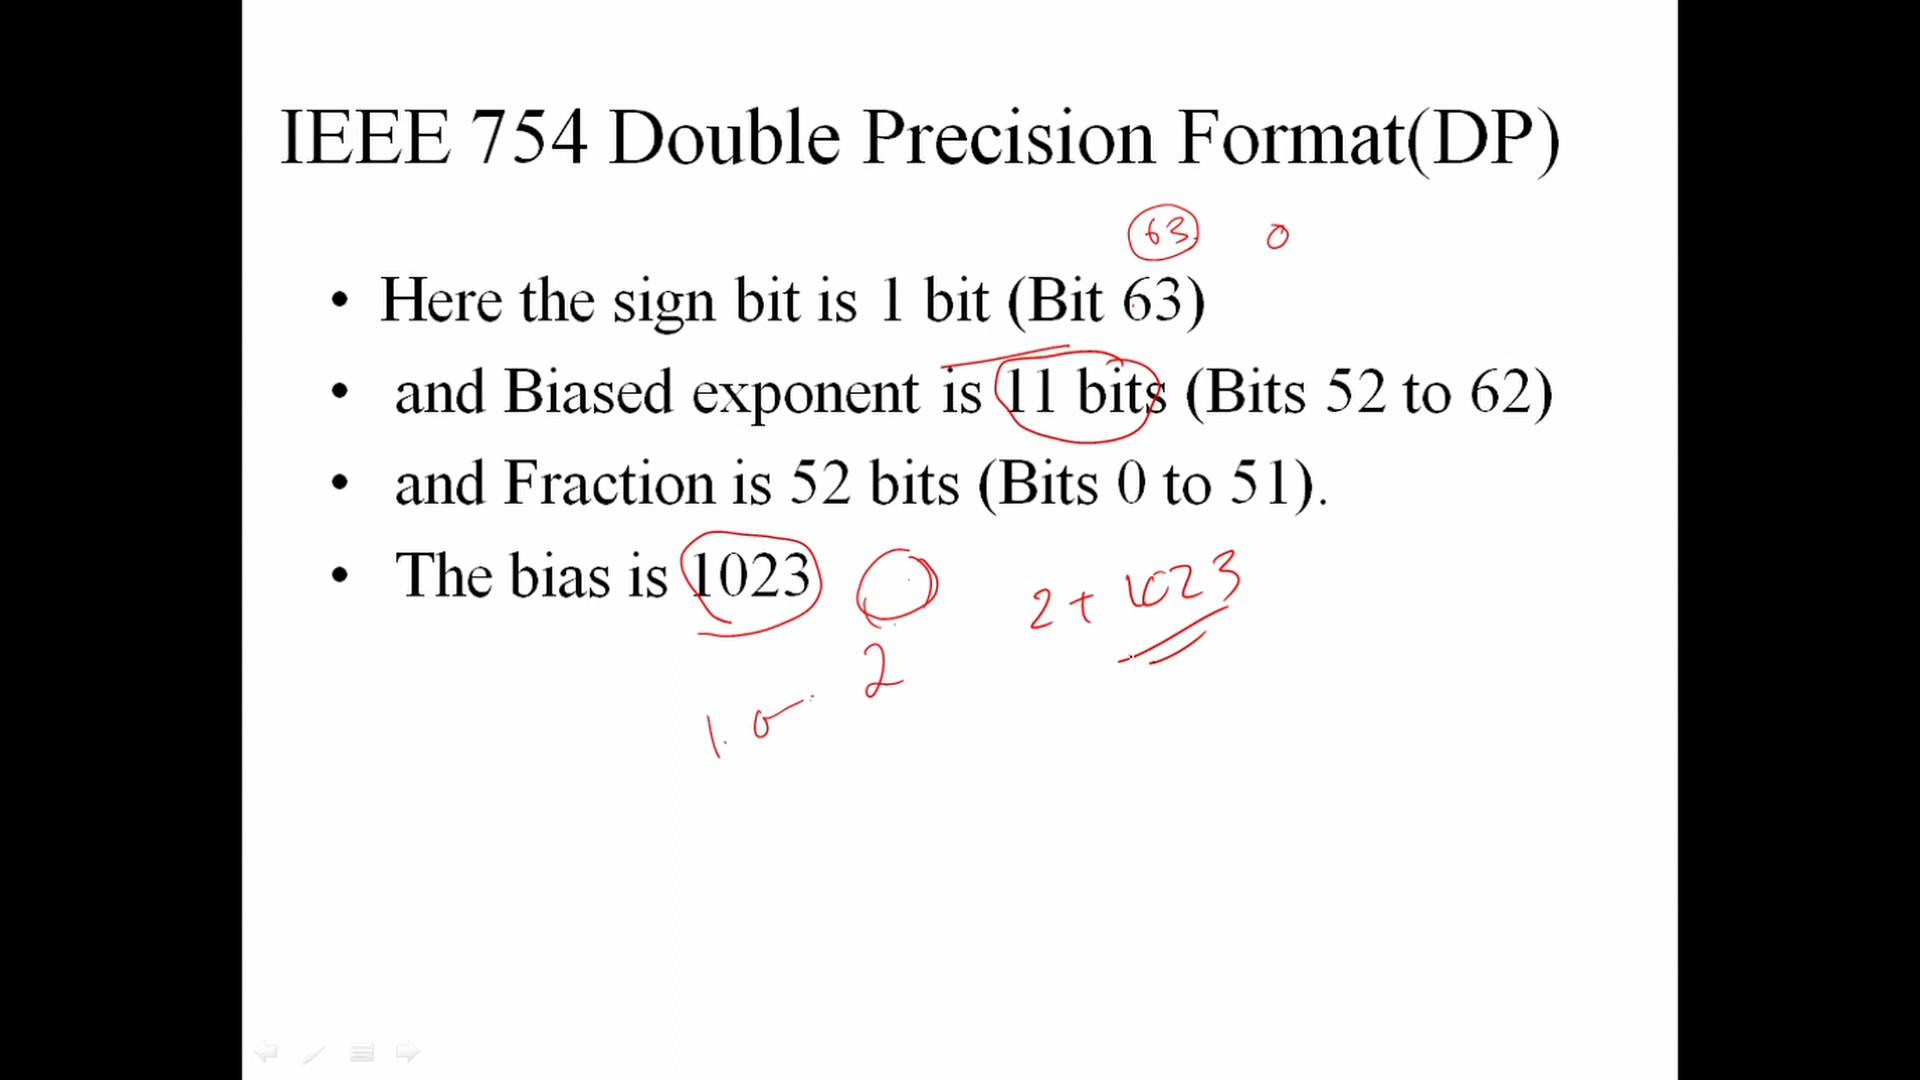 IEEE 754 Double Precision Format(DP)
63 0
• Here the sign bit is 1 bit (Bit 63)
• and Biased exponent is 11 bits (Bits 52 to 62)
• and Fraction is 52 bits (Bits 0 to 51).
• The bias is 1023
2 + 1023
2
1.0